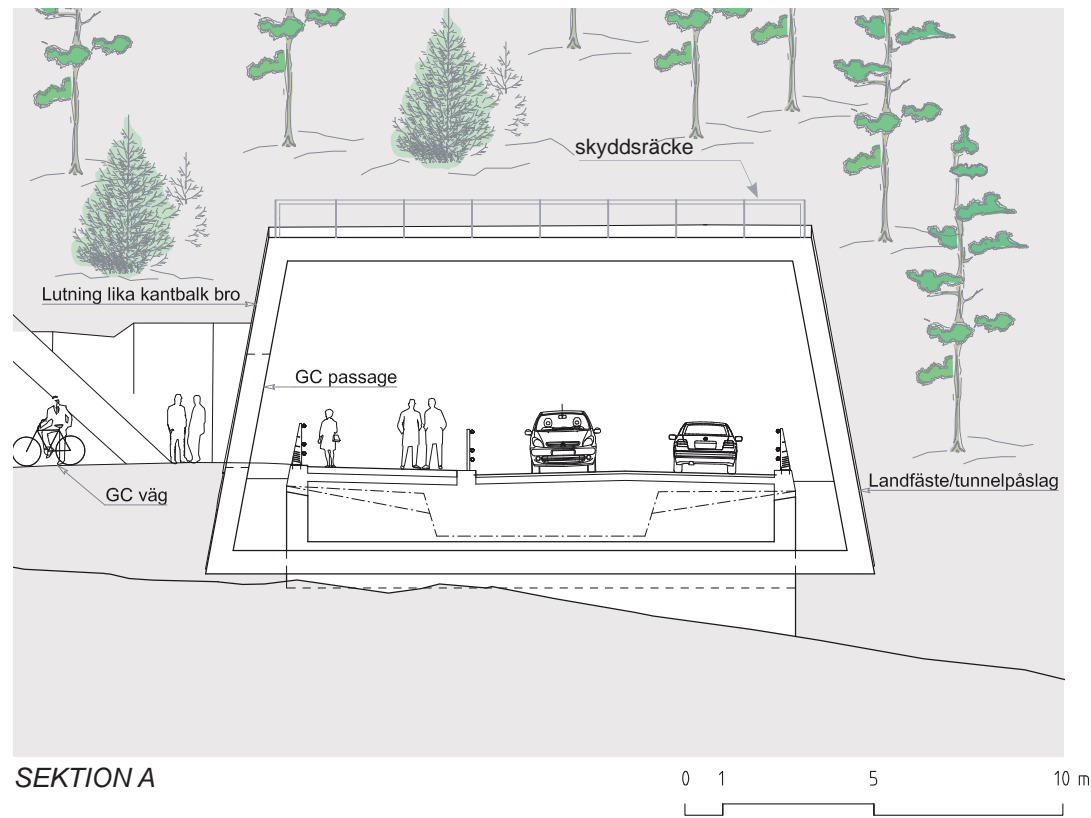 skyddsräcke
Lutning lika kantbalk bro
GC passage
GC väg
Landfäste/tunnelpåslag
SEKTION A
0 1 5 10 m